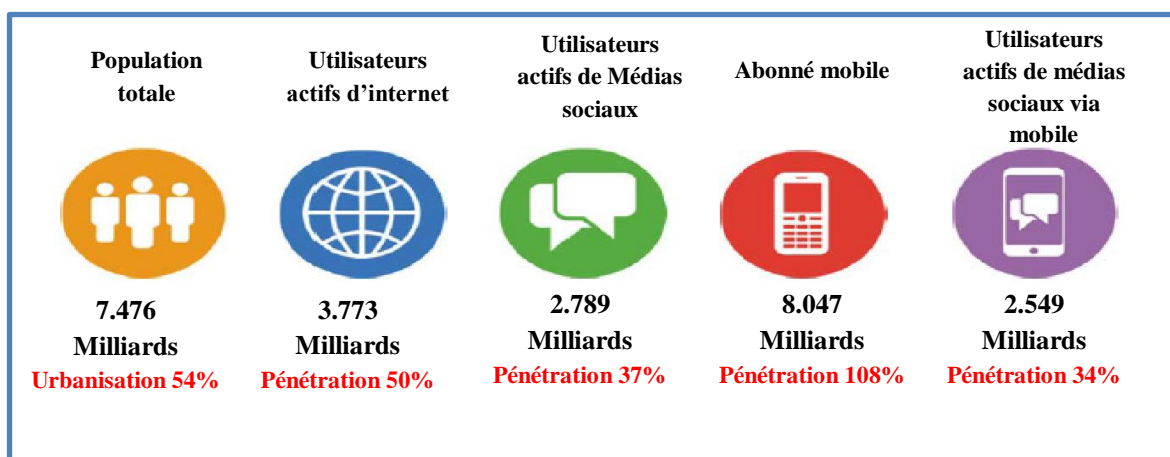 Population
totale
7.476
Milliards
Urbanisation 54%
Utilisateurs
actifs d’internet
3.773
Milliards
Pénétration 50%
Utilisateurs
actifs de Médias
sociaux
2.789
Milliards
Pénétration 37%
Abonné mobile
8.047
Milliards
Pénétration 108%
Utilisateurs
actifs de médias
sociaux via
mobile
2.549
Milliards
Pénétration 34%